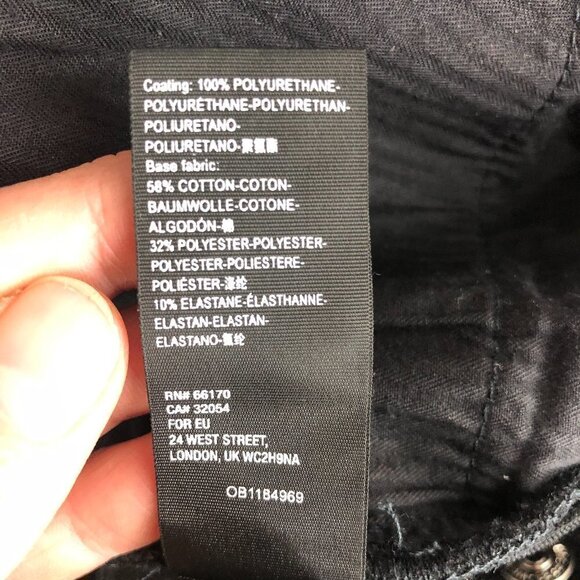 Coating: 100% POLYURETHANE-
POLYURÉTHANE-POLYURETHAN-
POLIURETANO-
POLIURETANO-聚氨酯
Base fabric:
58% COTTON-COTON-
BAUMWOLLE-COTONE-
ALGODÓN-棉
32% POLYESTER-POLYESTER-
POLYESTER-POLIESTERE-
POLIÉSTER-涤纶
10% ELASTANE-ÉLASTHANNE-
ELASTAN-ELASTAN-
ELASTANO-氨纶
RN# 66170
CA# 32054
FOR EU
24 WEST STREET,
LONDON, UK WC2H9NA
OB1184969